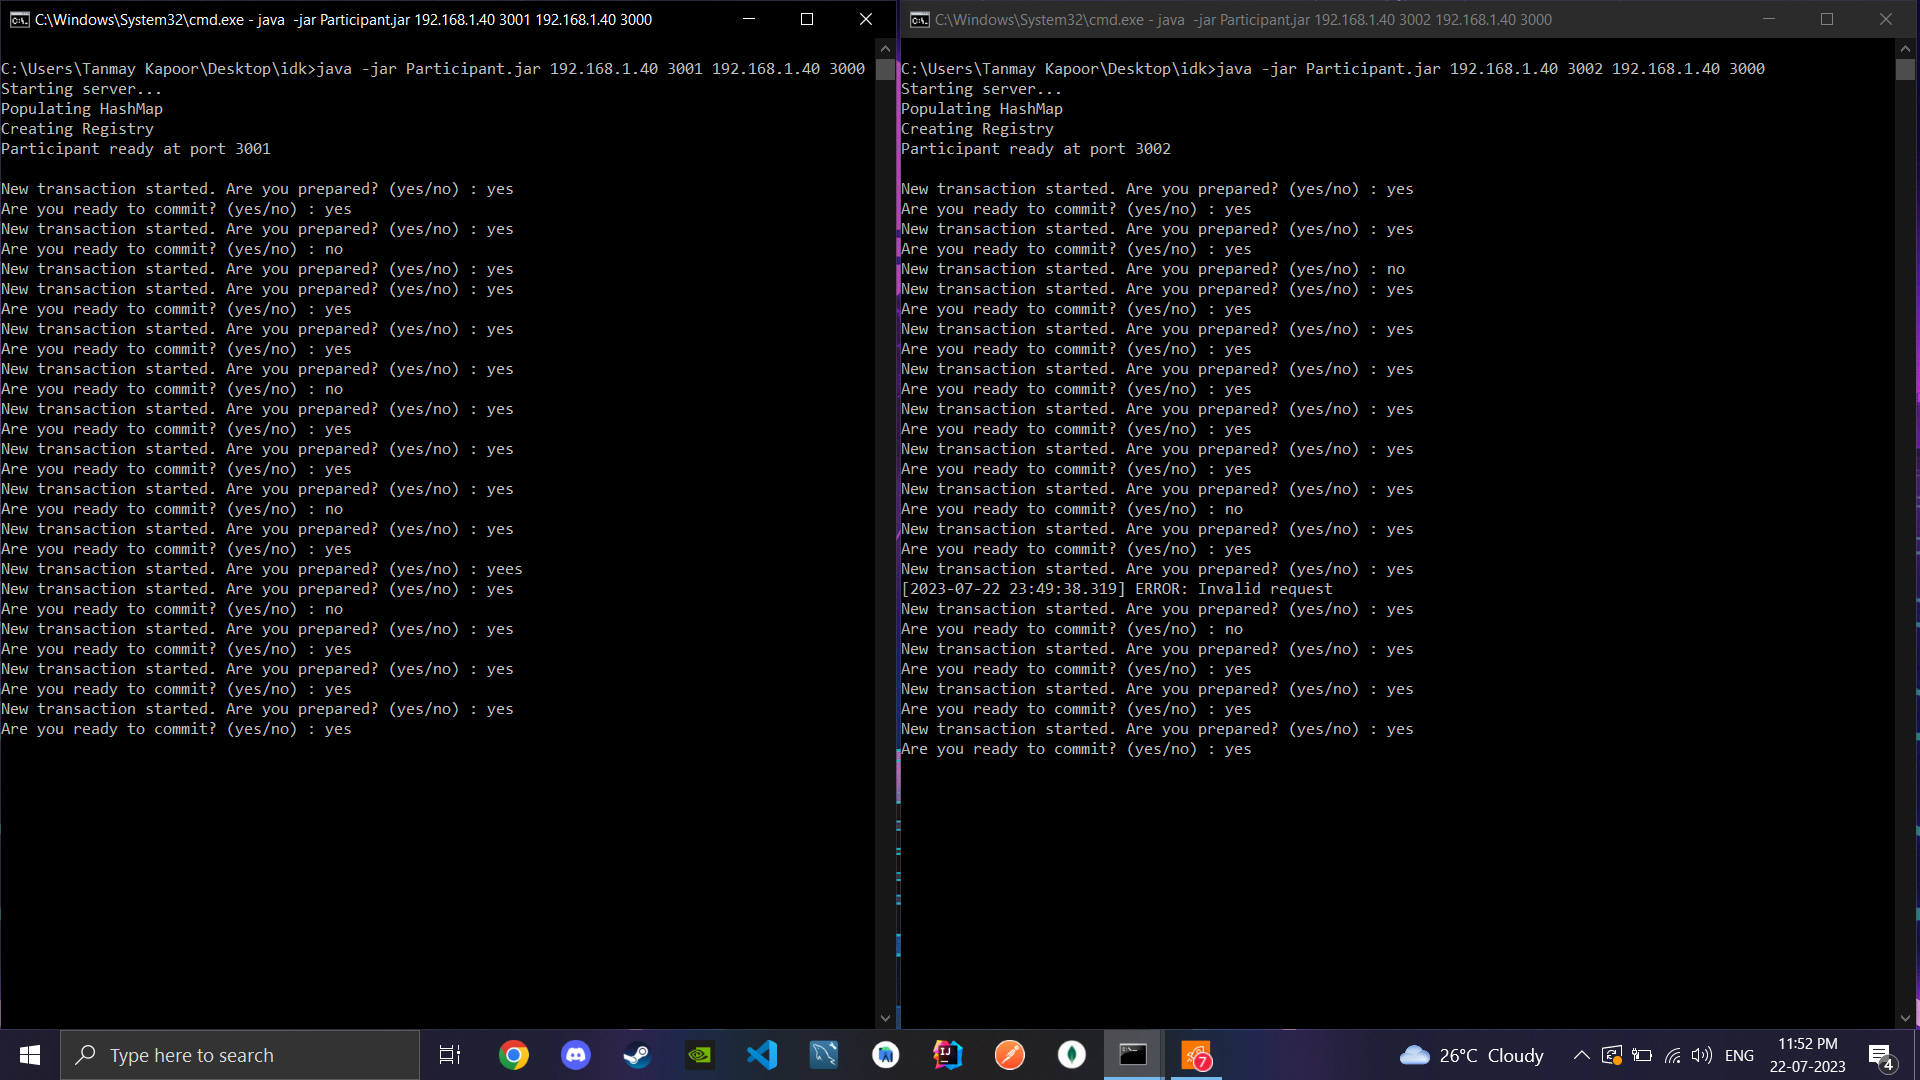 C:\Windows\System32\cmd.exe - java -jar Participant.jar 192.168.1.40 3001 192.168.1.40 3000
C:\Users\Tanmay Kapoor\Desktop\idk>java -jar Participant.jar 192.168.1.40 3001 192.168.1.40 3000
Starting server...
Populating HashMap
Creating Registry
Participant ready at port 3001
New transaction started. Are you prepared? (yes/no) : yes
Are you ready to commit? (yes/no) : yes
New transaction started. Are you prepared? (yes/no) : yes
Are you ready to commit? (yes/no) : no
New transaction started. Are you prepared? (yes/no) : yes
New transaction started. Are you prepared? (yes/no) : yes
Are you ready to commit? (yes/no) : yes
New transaction started. Are you prepared? (yes/no) : yes
Are you ready to commit? (yes/no) : yes
New transaction started. Are you prepared? (yes/no) : yes
Are you ready to commit? (yes/no) : no
New transaction started. Are you prepared? (yes/no) : yes
Are you ready to commit? (yes/no) : yes
New transaction started. Are you prepared? (yes/no) : yes
Are you ready to commit? (yes/no) : yes
New transaction started. Are you prepared? (yes/no) : yes
Are you ready to commit? (yes/no) : no
New transaction started. Are you prepared? (yes/no) : yes
Are you ready to commit? (yes/no) : yes
New transaction started. Are you prepared? (yes/no) : yees
New transaction started. Are you prepared? (yes/no) : yes
Are you ready to commit? (yes/no) : no
New transaction started. Are you prepared? (yes/no) : yes
Are you ready to commit? (yes/no) : yes
New transaction started. Are you prepared? (yes/no) : yes
Are you ready to commit? (yes/no) : yes
New transaction started. Are you prepared? (yes/no) : yes
Are you ready to commit? (yes/no) : yes
C:\Windows\System32\cmd.exe - java -jar Participant.jar 192.168.1.40 3002 192.168.1.40 3000
C:\Users\Tanmay Kapoor\Desktop\idk>java -jar Participant.jar 192.168.1.40 3002 192.168.1.40 3000
Starting server...
Populating HashMap
Creating Registry
Participant ready at port 3002
New transaction started. Are you prepared? (yes/no) : yes
Are you ready to commit? (yes/no) : yes
New transaction started. Are you prepared? (yes/no) : yes
Are you ready to commit? (yes/no) : yes
New transaction started. Are you prepared? (yes/no) : no
New transaction started. Are you prepared? (yes/no) : yes
Are you ready to commit? (yes/no) : yes
New transaction started. Are you prepared? (yes/no) : yes
Are you ready to commit? (yes/no) : yes
New transaction started. Are you prepared? (yes/no) : yes
Are you ready to commit? (yes/no) : yes
New transaction started. Are you prepared? (yes/no) : yes
Are you ready to commit? (yes/no) : yes
New transaction started. Are you prepared? (yes/no) : yes
Are you ready to commit? (yes/no) : yes
New transaction started. Are you prepared? (yes/no) : yes
Are you ready to commit? (yes/no) : no
New transaction started. Are you prepared? (yes/no) : yes
Are you ready to commit? (yes/no) : yes
New transaction started. Are you prepared? (yes/no) : yes
[2023-07-22 23:49:38.319] ERROR: Invalid request
New transaction started. Are you prepared? (yes/no) : yes
Are you ready to commit? (yes/no) : no
New transaction started. Are you prepared? (yes/no) : yes
Are you ready to commit? (yes/no) : yes
New transaction started. Are you prepared? (yes/no) : yes
Are you ready to commit? (yes/no) : yes
New transaction started. Are you prepared? (yes/no) : yes
Are you ready to commit? (yes/no) : yes
Type here to search
7
26°C Cloudy
ENG
11:52 PM
22-07-2023
4